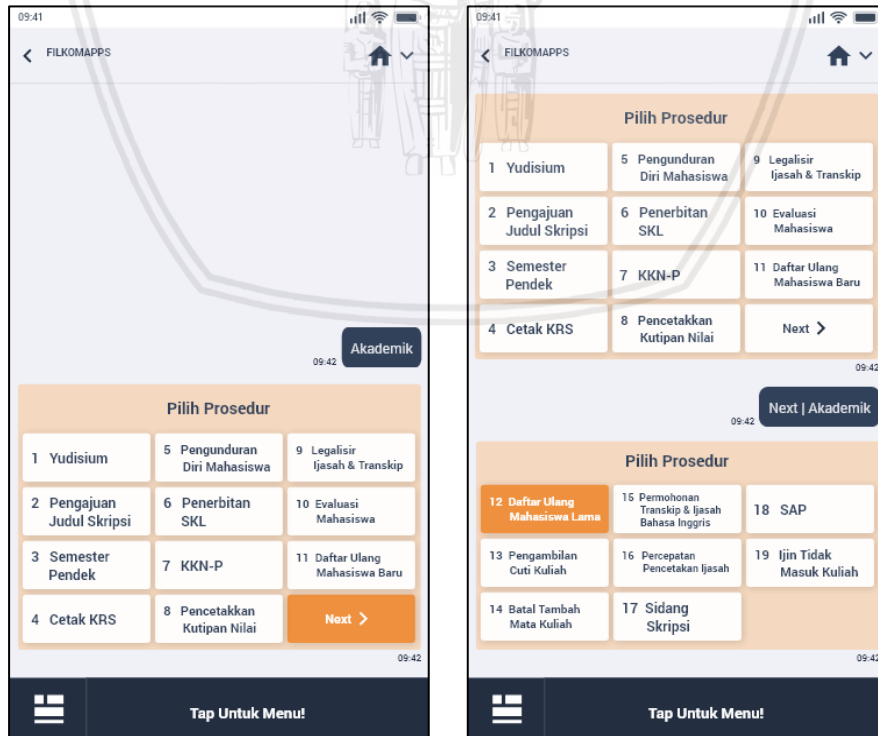 09:41
FILKOMAPPS
Akademik
09:42
Pilih Prosedur
1 Yudisium
5 Pengunduran
Diri Mahasiswa
9 Legalisir
Ijasah & Transkip
2 Pengajuan
Judul Skripsi
6 Penerbitan
SKL
10 Evaluasi
Mahasiswa
3 Semester
Pendek
7 KKN-P
11 Daftar Ulang
Mahasiswa Baru
4 Cetak KRS
8 Pencetakkan
Kutipan Nilai
Next >
09:42
Tap Untuk Menu!
09:41
FILKOMAPPS
Pilih Prosedur
1 Yudisium
5 Pengunduran
Diri Mahasiswa
9 Legalisir
Ijasah & Transkip
2 Pengajuan
Judul Skripsi
6 Penerbitan
SKL
10 Evaluasi
Mahasiswa
3 Semester
Pendek
7 KKN-P
11 Daftar Ulang
Mahasiswa Baru
4 Cetak KRS
8 Pencetakkan
Kutipan Nilai
Next >
09:42
Next | Akademik
09:42
Pilih Prosedur
12 Daftar Ulang
Mahasiswa Lama
15 Permohonan
Transkip & Ijasah
Bahasa Inggris
18 SAP
13 Pengambilan
Cuti Kuliah
16 Percepatan
Pencetakan Ijasah
19 Ijin Tidak
Masuk Kuliah
14 Batal Tambah
Mata Kuliah
17 Sidang
Skripsi
09:42
Tap Untuk Menu!